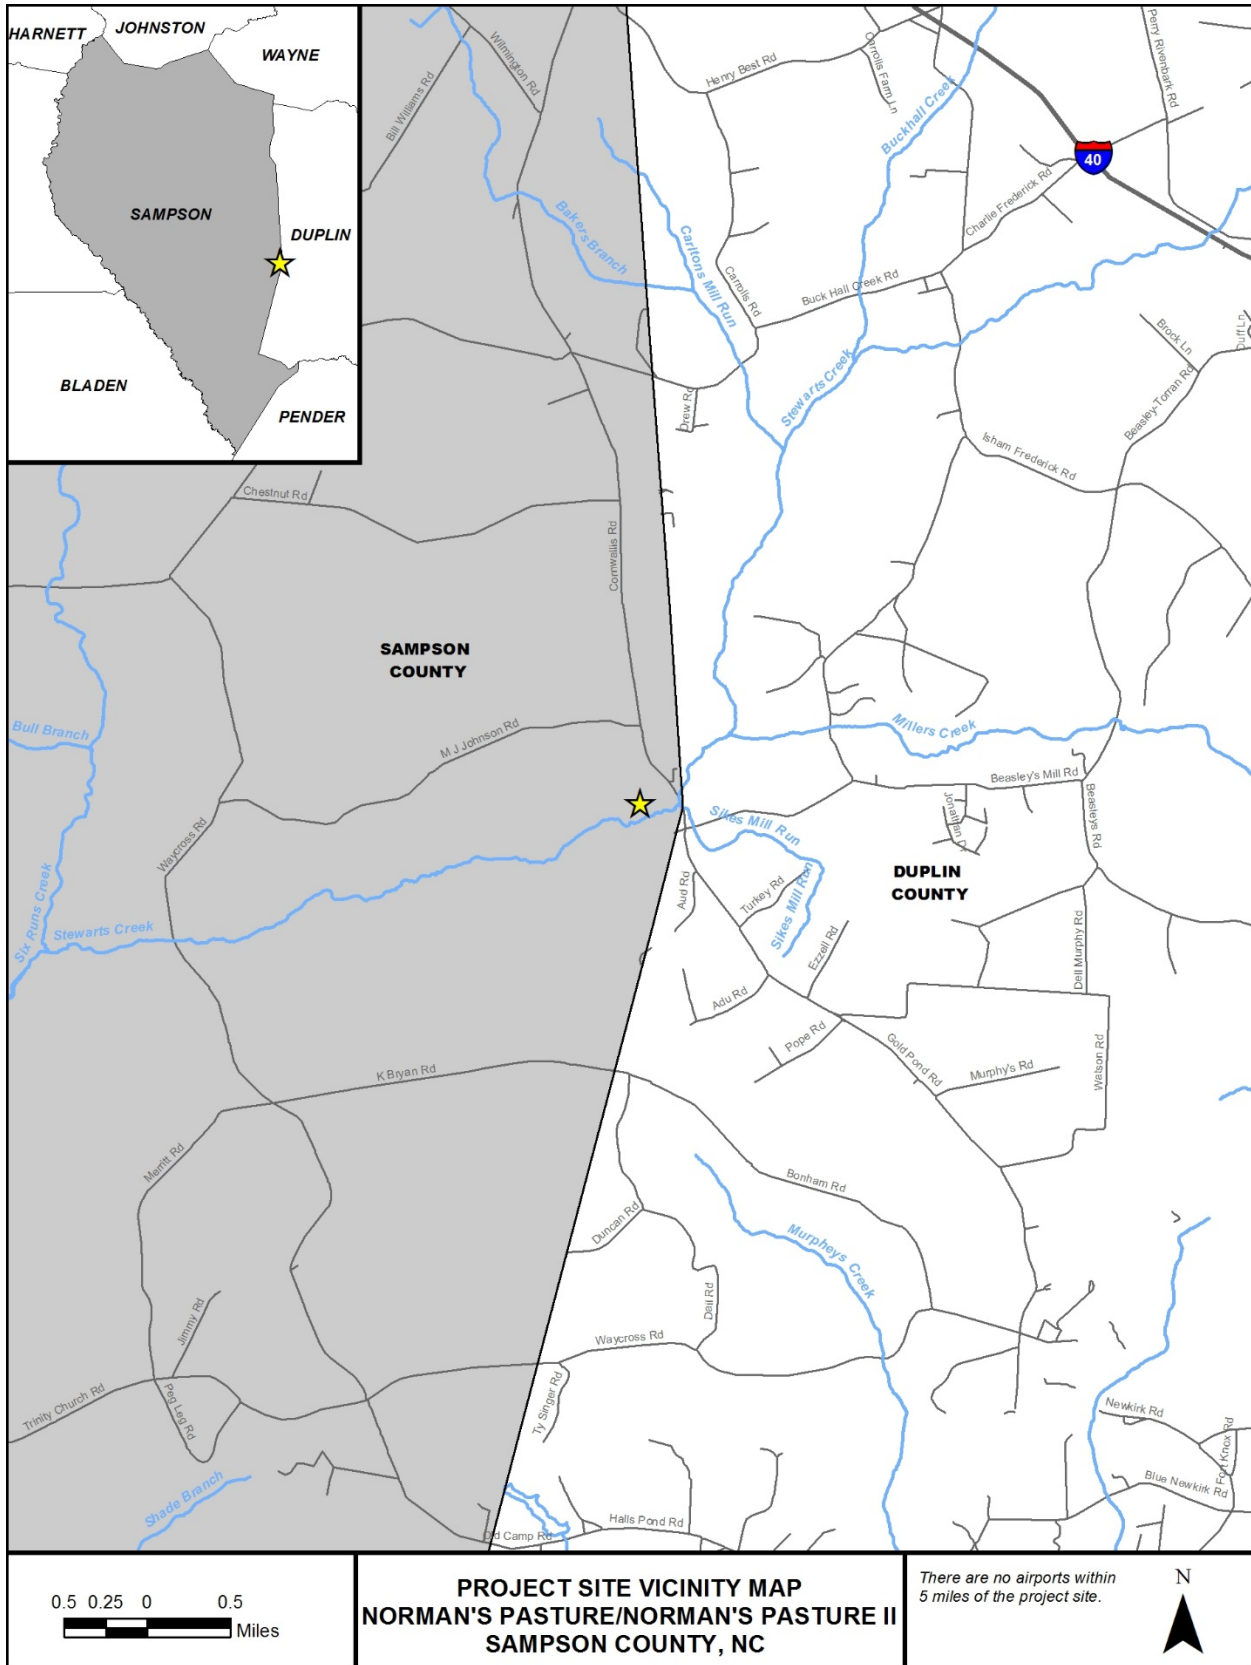 HARNETT
JOHNSTON
WAYNE
SAMPSON
DUPLIN
BLADEN
PENDER
Bill Williams Rd
Wilmington Rd
Henry Best Rd
Carrolls Farm Ln
Buckhall Creek
Perry Rivenbark Rd
40
Charlie Frederick Rd
Bakers Branch
Carltons Mill Run
Carrolls Rd
Buck Hall Creek Rd
Brock Ln
Duff Ln
Stewarts Creek
Drew Rd
Beasley-Torran Rd
Isham Frederick Rd
Chestnut Rd
Cornwallis Rd
SAMPSON
COUNTY
Bull Branch
M J Johnson Rd
Millers Creek
Beasley's Mill Rd
Jonathan Dr
Beasleys Rd
Waycross Rd
Sikes Mill Run
DUPLIN
COUNTY
Aud Rd
Turkey Rd
Sikes Mill Run
Six Runs Creek
Stewarts Creek
Ezzell Rd
Dell Murphy Rd
Adu Rd
Pope Rd
Gold Pond Rd
Murphy's Rd
Watson Rd
K Bryan Rd
Merritt Rd
Bonham Rd
Duncan Rd
Murpheys Creek
Jimmy Rd
Deil Rd
Waycross Rd
Trinity Church Rd
Peg Leg Rd
Ty Singer Rd
Newkirk Rd
Fort Knox Rd
Blue Newkirk Rd
Shade Branch
Old Camp Rd
Halls Pond Rd
0.5 0.25 0 0.5
Miles
PROJECT SITE VICINITY MAP
NORMAN'S PASTURE/NORMAN'S PASTURE II
SAMPSON COUNTY, NC
There are no airports within
5 miles of the project site.
N